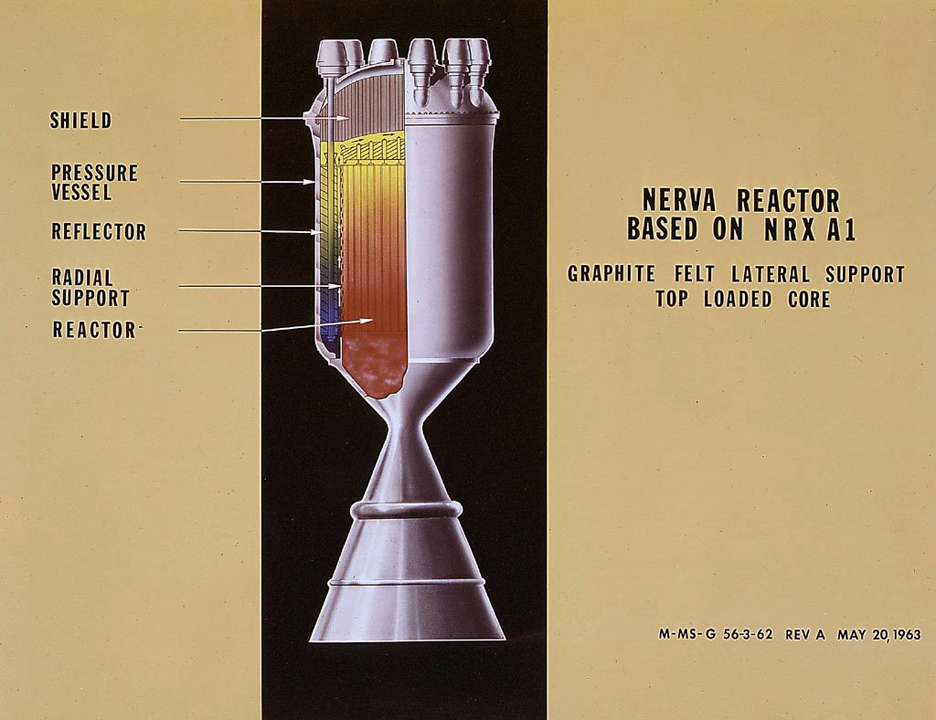 SHIELD
PRESSURE
VESSEL
REFLECTOR
RADIAL
SUPPORT
REACTOR
NERVA REACTOR
BASED ON NRX A1
GRAPHITE FELT LATERAL SUPPORT
TOP LOADED CORE
M-MS-G 56-3-62 REV A MAY 20, 1963